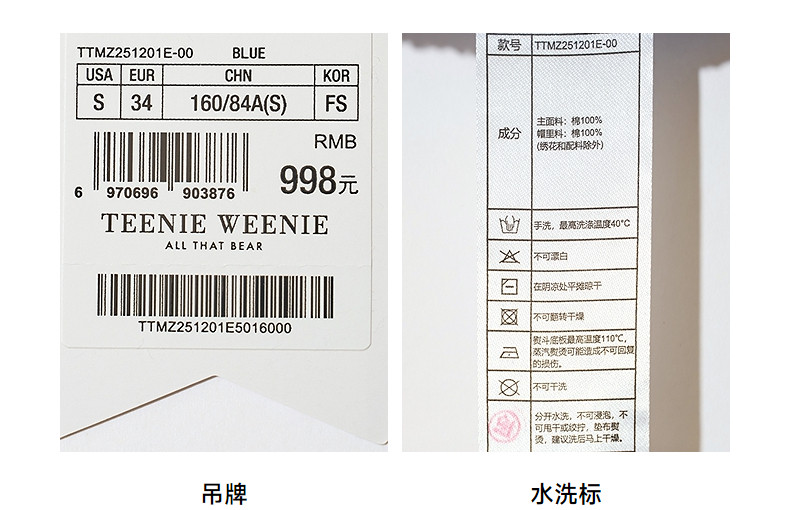 TTMZ251201E-00 BLUE
USA EUR CHN KOR
S 34 160/84A(S) FS
RMB
998元
6 970696 903876
TEENIE WEENIE
ALL THAT BEAR
TTMZ251201E5016000
吊牌
款号 TTMZ251201E-00
成分
主面料：棉100%
帽里料：棉100%
(绣花和配料除外)
手洗，最高洗涤温度40°C
不可漂白
在阴凉处平摊晾干
不可翻转干燥
熨斗底板最高温度110℃，
蒸汽熨烫可能造成不可回复
的损伤。
不可干洗
分开水洗，不可浸泡，不
可甩干或绞拧，垫布熨
烫，建议洗后马上干燥。
水洗标